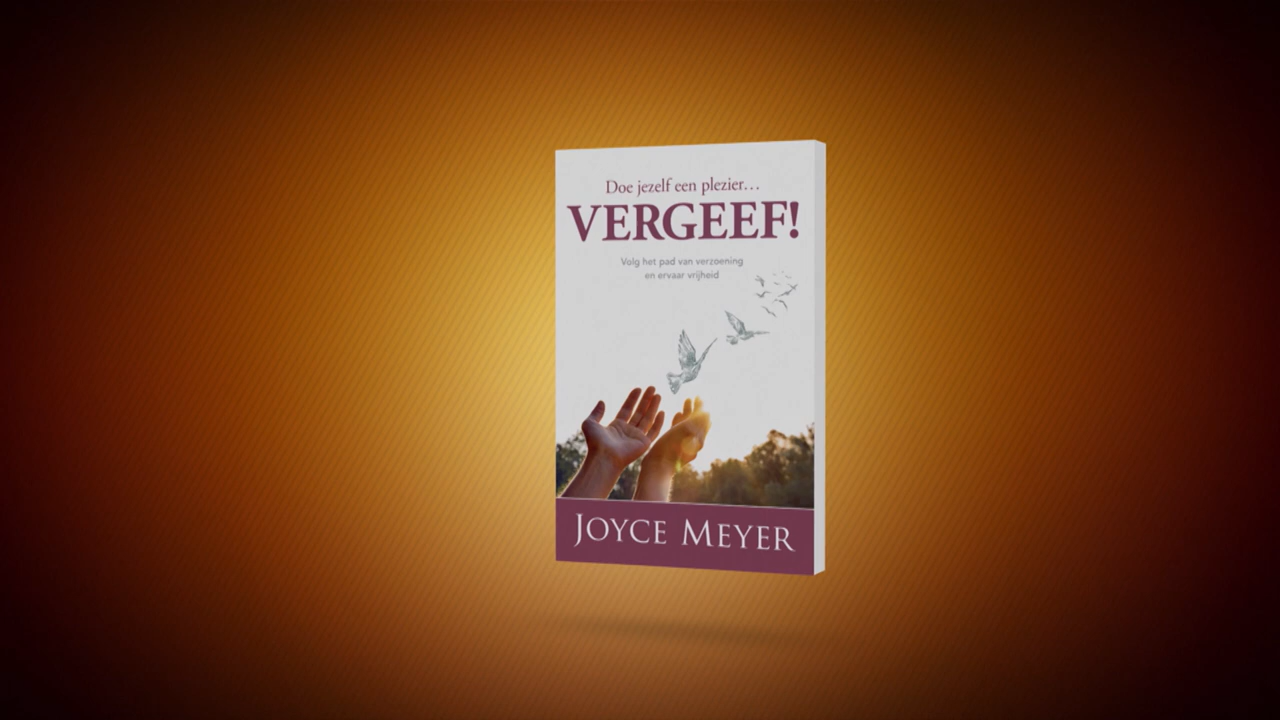 Doe jezelf een plezier...
VERGEEF!
Volg het pad van verzoening
en ervaar vrijheid
JOYCE MEYER